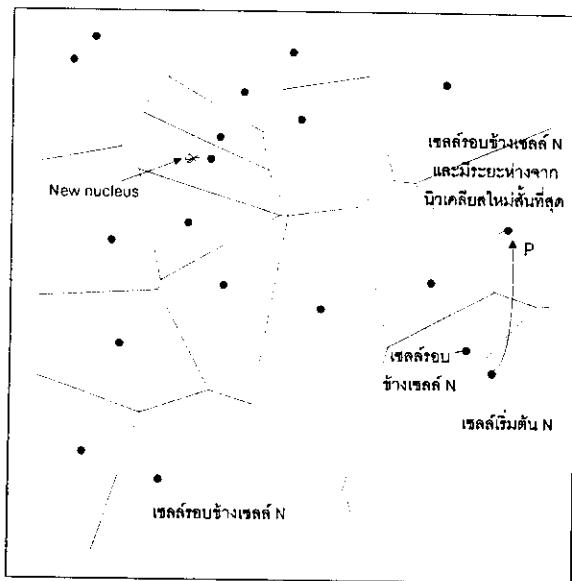 เซลล์รอบข้างเซลล์ N
และมีระยะห่างจาก
นิวเคลียสใหม่สั้นที่สุด
New nucleus
P
เซลล์รอบ
ข้างเซลล์ N
เซลล์เริ่มต้น N
เซลล์รอบข้างเซลล์ N